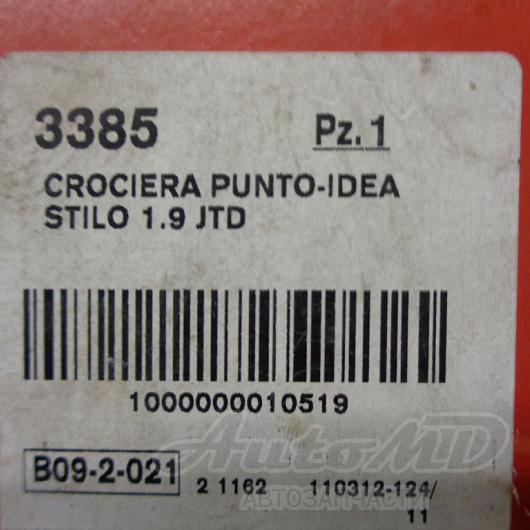 3385 Pz.1
CROCIERA PUNTO-IDEA
STILO 1.9 JTD
1000000010519
AutoMD
B09-2-021 2 1162 110312-124/
АВТОЗАПЧАСТИ
11